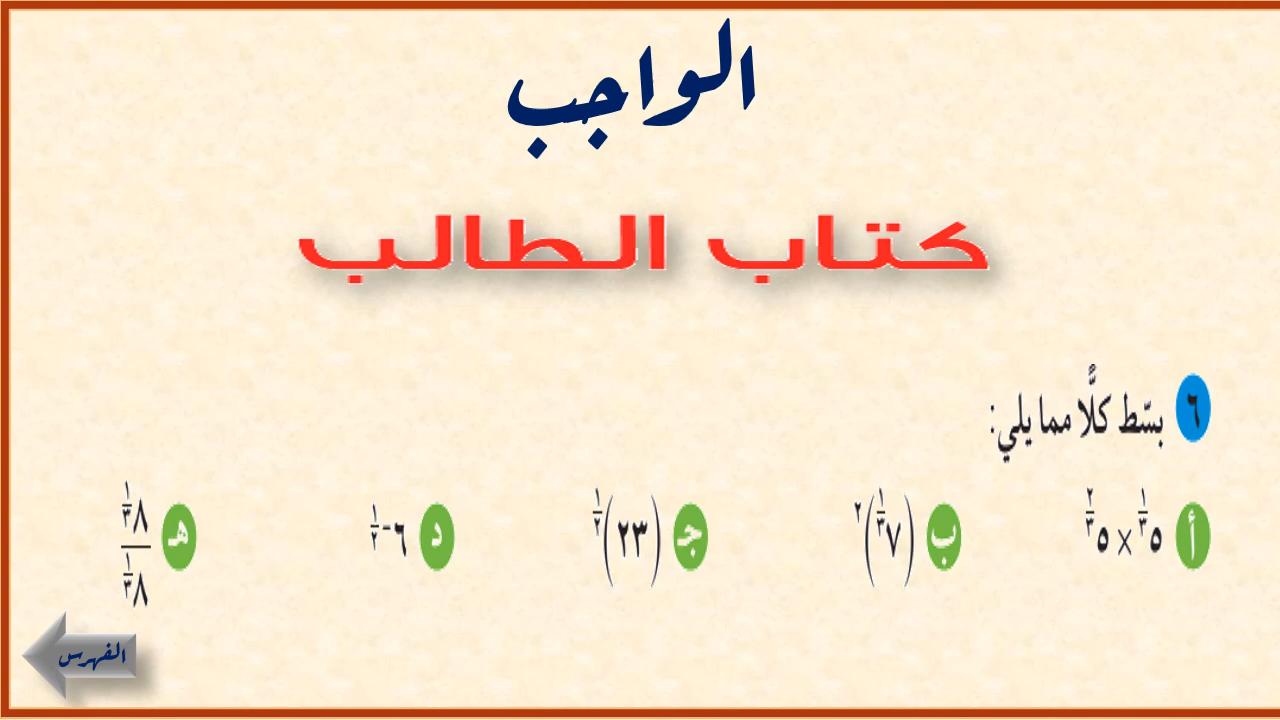 الواجب
كتاب الطالب
٦ بسّط كلًّا مما يلي:
أ ٥^(١/٣) × ٥^(٢/٣) ب (٧^(١/٣))^٢ جـ (٢٣)^(١/٢) د ٦^(-١/٢) هـ ٨^(١/٣) / ٨^(١/٣)
الفهرس